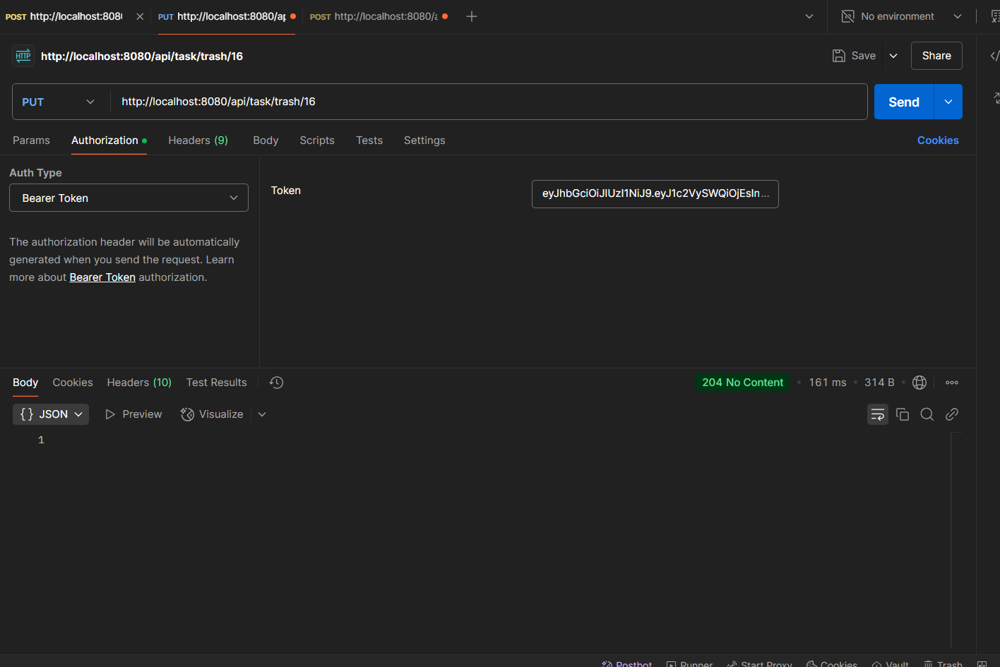 POST http://localhost:808
PUT http://localhost:8080/ap
POST http://localhost:8080/a
No environment
HTTP http://localhost:8080/api/task/trash/16
Save
Share
PUT http://localhost:8080/api/task/trash/16
Send
Params Authorization Headers (9) Body Scripts Tests Settings
Cookies
Auth Type
Bearer Token
Token
eyJhbGciOiJIUzI1NiJ9.eyJ1c2VySWQiOjEsIn...
The authorization header will be automatically
generated when you send the request. Learn
more about Bearer Token authorization.
Body Cookies Headers (10) Test Results
204 No Content • 161 ms • 314 B •
{} JSON Preview Visualize
1
Postbot Runner Start Proxy Cookies Vault Trash